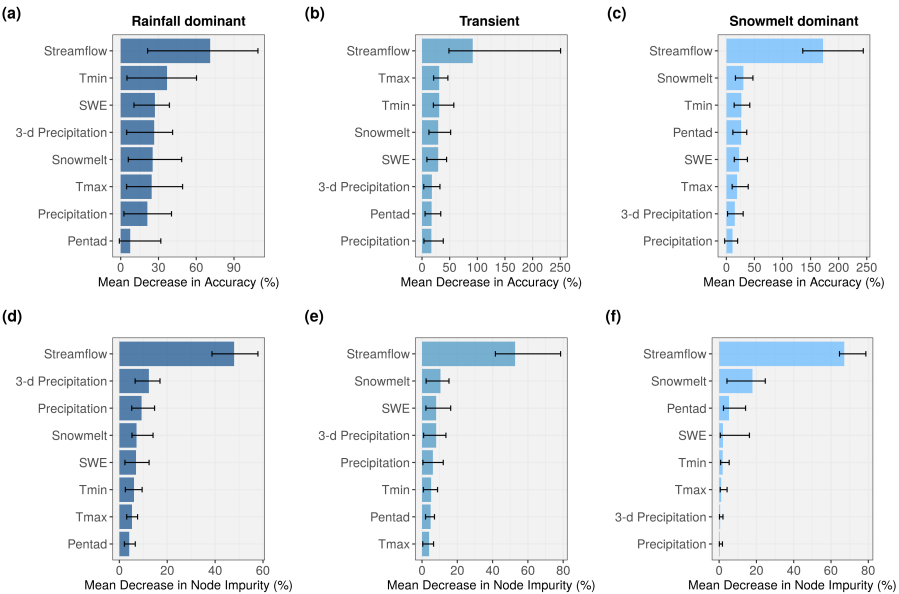 (a)
Rainfall dominant
Streamflow
Tmin
SWE
3-d Precipitation
Snowmelt
Tmax
Precipitation
Pentad
0 30 60 90
Mean Decrease in Accuracy (%)
(b)
Transient
Streamflow
Tmax
Tmin
Snowmelt
SWE
3-d Precipitation
Pentad
Precipitation
0 50 100 150 200 250
Mean Decrease in Accuracy (%)
(c)
Snowmelt dominant
Streamflow
Snowmelt
Tmin
Pentad
SWE
Tmax
3-d Precipitation
Precipitation
0 50 100 150 200 250
Mean Decrease in Accuracy (%)
(d)
Streamflow
3-d Precipitation
Precipitation
Snowmelt
SWE
Tmin
Tmax
Pentad
0 20 40 60
Mean Decrease in Node Impurity (%)
(e)
Streamflow
Snowmelt
SWE
3-d Precipitation
Precipitation
Tmin
Pentad
Tmax
0 20 40 60 80
Mean Decrease in Node Impurity (%)
(f)
Streamflow
Snowmelt
Pentad
SWE
Tmin
Tmax
3-d Precipitation
Precipitation
0 20 40 60 80
Mean Decrease in Node Impurity (%)